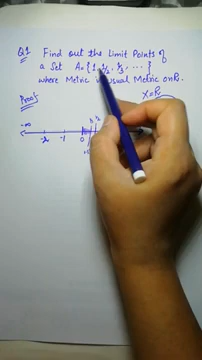 Q1 Find out the Limit Points of
a Set A = {1, 1/2, 1/3, ...}
where Metric is usual Metric on R.
Proof X=R
-∞ -2 -1 0